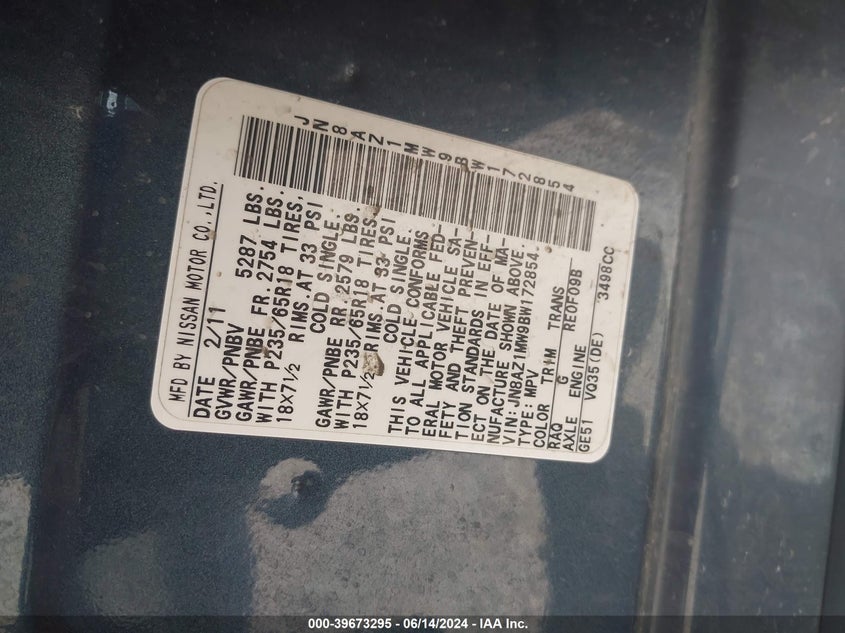 JN8AZ1MW9BW172854
MFD BY NISSAN MOTOR CO.,LTD.
DATE 2/11
GVWR/PNBV 5287 LBS.
GAWR/PNBE FR. 2754 LBS.
WITH P235/65R18 TIRES,
18X7½ RIMS AT 33 PSI
COLD SINGLE.
GAWR/PNBE RR 2579 LBS.
WITH P235/65R18 TIRES,
18X7½ RIMS AT 33 PSI
COLD SINGLE.
THIS VEHICLE CONFORMS
TO ALL APPLICABLE FED-
ERAL MOTOR VEHICLE SA-
FETY AND THEFT PREVEN-
TION STANDARDS IN EFF-
ECT ON THE DATE OF MA-
NUFACTURE SHOWN ABOVE.
VIN: JN8AZ1MW9BW172854
TYPE: MPV
COLOR TRIM TRANS
RAQ G RE0F09B
AXLE ENGINE
GE51 VQ35(DE) 3498CC
000-39673295 - 06/14/2024 - IAA Inc.